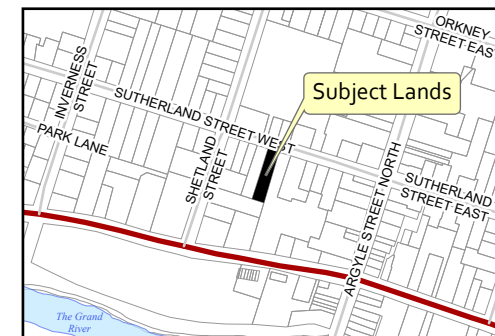 ORKNEY
STREET EAST
INVERNESS
STREET
Subject Lands
SUTHERLAND STREET WEST
PARK LANE
SHETLAND
STREET
ARGYLE STREET NORTH
SUTHERLAND
STREET EAST
The Grand
River